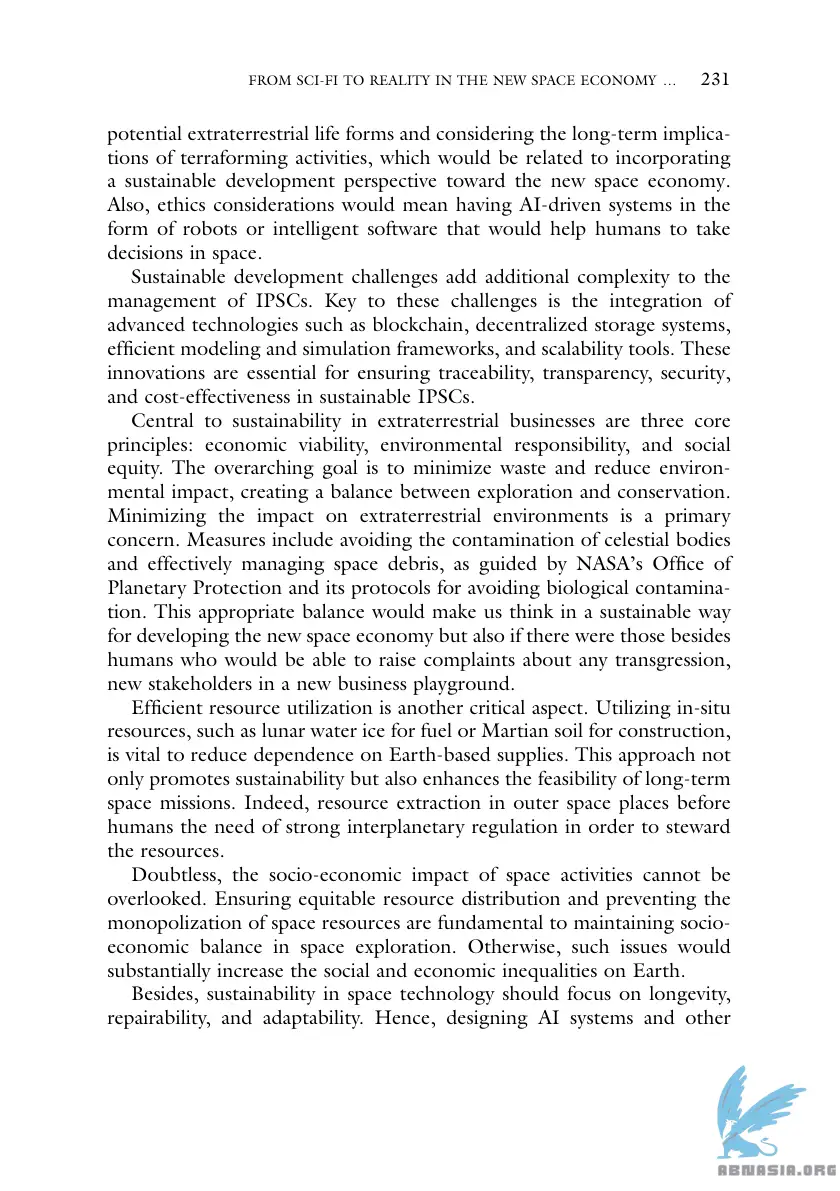 FROM SCI-FI TO REALITY IN THE NEW SPACE ECONOMY … 231
potential extraterrestrial life forms and considering the long-term implica-
tions of terraforming activities, which would be related to incorporating
a sustainable development perspective toward the new space economy.
Also, ethics considerations would mean having AI-driven systems in the
form of robots or intelligent software that would help humans to take
decisions in space.
Sustainable development challenges add additional complexity to the
management of IPSCs. Key to these challenges is the integration of
advanced technologies such as blockchain, decentralized storage systems,
efficient modeling and simulation frameworks, and scalability tools. These
innovations are essential for ensuring traceability, transparency, security,
and cost-effectiveness in sustainable IPSCs.
Central to sustainability in extraterrestrial businesses are three core
principles: economic viability, environmental responsibility, and social
equity. The overarching goal is to minimize waste and reduce environ-
mental impact, creating a balance between exploration and conservation.
Minimizing the impact on extraterrestrial environments is a primary
concern. Measures include avoiding the contamination of celestial bodies
and effectively managing space debris, as guided by NASA's Office of
Planetary Protection and its protocols for avoiding biological contamina-
tion. This appropriate balance would make us think in a sustainable way
for developing the new space economy but also if there were those besides
humans who would be able to raise complaints about any transgression,
new stakeholders in a new business playground.
Efficient resource utilization is another critical aspect. Utilizing in-situ
resources, such as lunar water ice for fuel or Martian soil for construction,
is vital to reduce dependence on Earth-based supplies. This approach not
only promotes sustainability but also enhances the feasibility of long-term
space missions. Indeed, resource extraction in outer space places before
humans the need of strong interplanetary regulation in order to steward
the resources.
Doubtless, the socio-economic impact of space activities cannot be
overlooked. Ensuring equitable resource distribution and preventing the
monopolization of space resources are fundamental to maintaining socio-
economic balance in space exploration. Otherwise, such issues would
substantially increase the social and economic inequalities on Earth.
Besides, sustainability in space technology should focus on longevity,
repairability, and adaptability. Hence, designing AI systems and other
ABNASIA.ORG